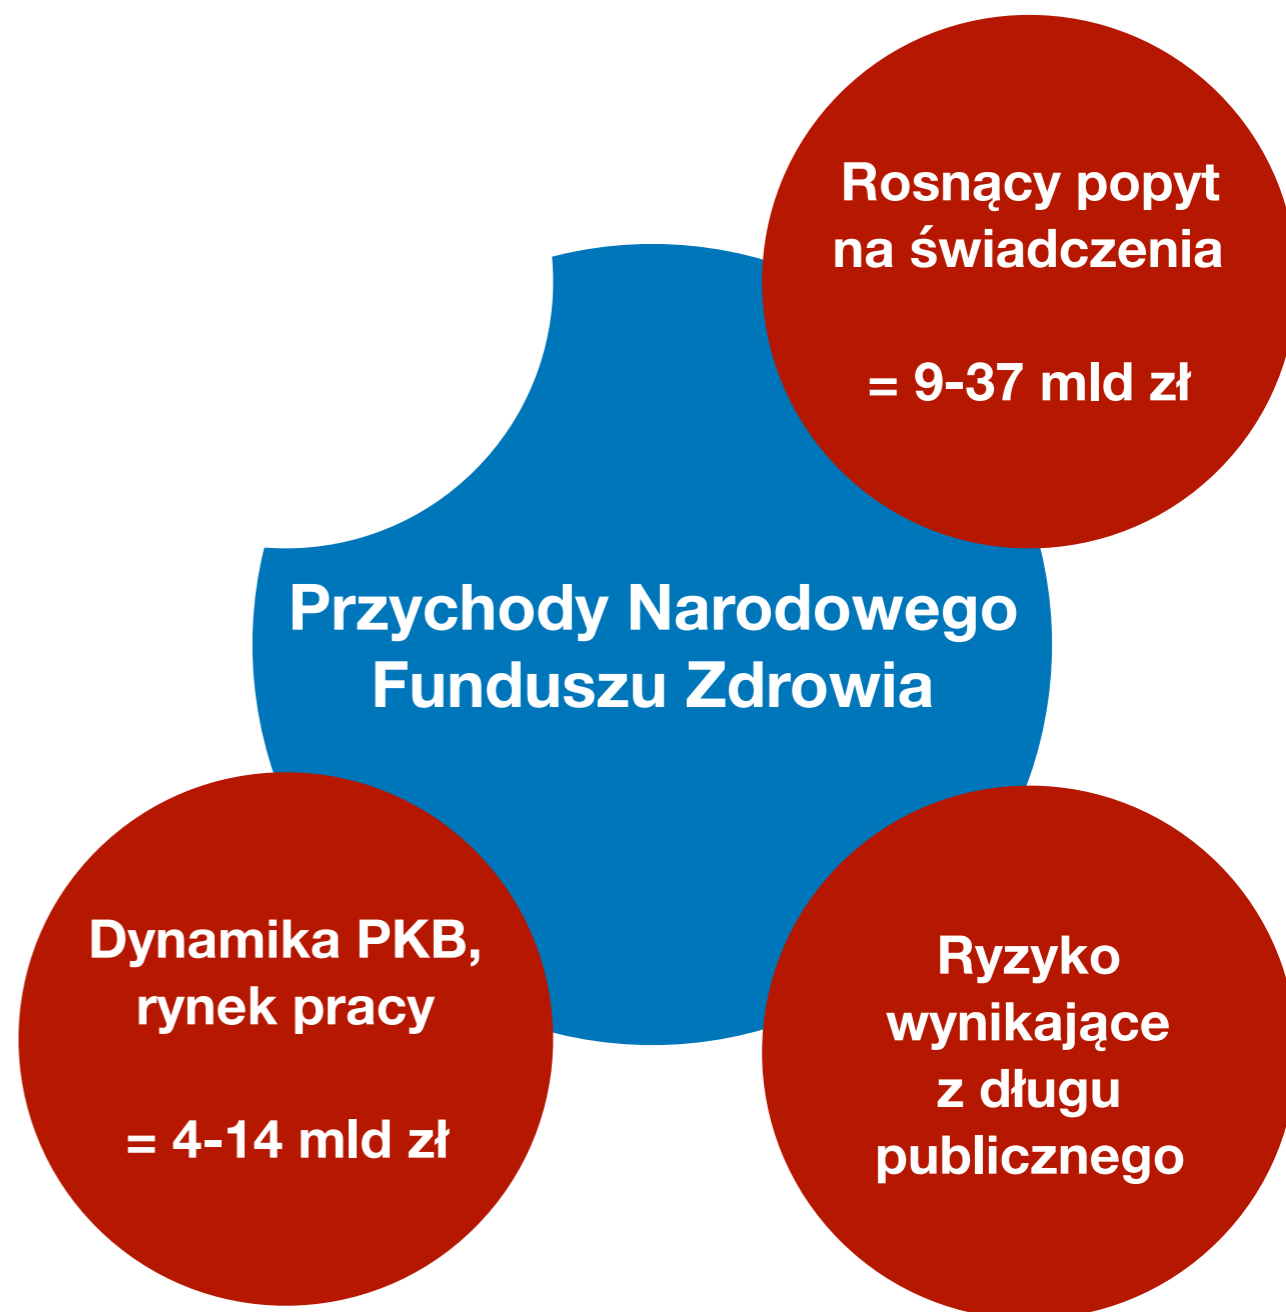 Rosnący popyt
na świadczenia
= 9-37 mld zł
Przychody Narodowego
Funduszu Zdrowia
Dynamika PKB,
rynek pracy
= 4-14 mld zł
Ryzyko
wynikające
z długu
publicznego